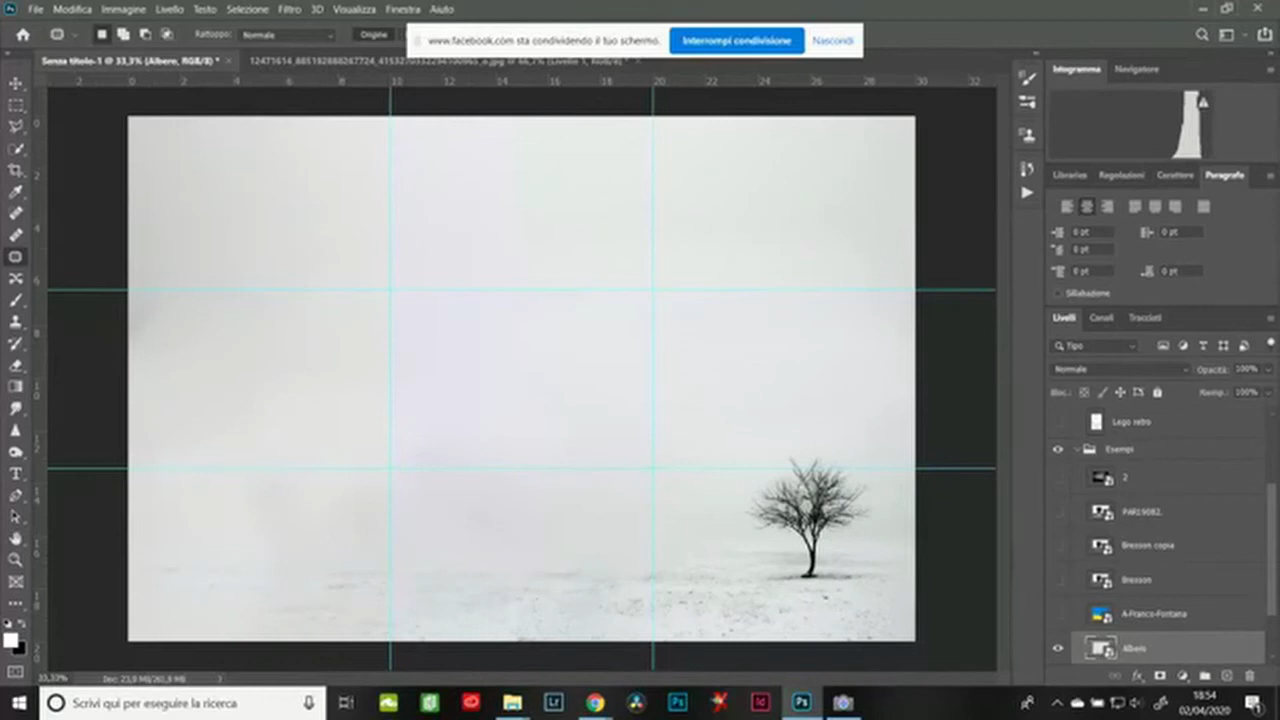 File Modifica Immagine Livello Testo Selezione Filtro 3D Visualizza Finestra Aiuto
Rattoppo: Normale Origine
www.facebook.com sta condividendo il tuo schermo. Interrompi condivisione Nascondi
Senza titolo-1 @ 33,3% (Albero, RGB/8) *
Istogramma Navigatore
Libreria Regolazioni Carattere Paragrafo
0 pt 0 pt
0 pt
0 pt 0 pt
Sillabazione
Livelli Canali Tracciati
Tipo
Normale Opacità: 100%
Bloc.: Riemp.: 100%
Lego retro
Esempi
2
PAR19082.
Bresson copia
Bresson
A-Franco-Fontana
Albero
33,33%
Scrivi qui per eseguire la ricerca
18:54
02/04/2020